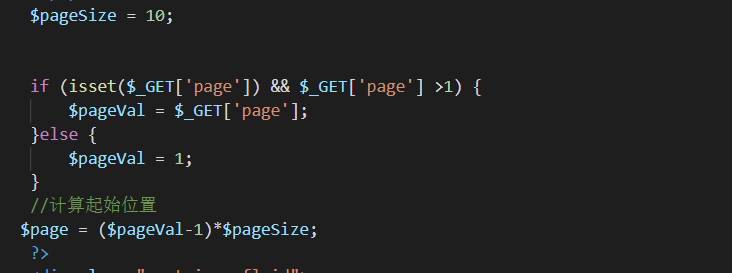 $pageSize = 10;
if (isset($_GET['page']) && $_GET['page'] >1) {
$pageVal = $_GET['page'];
}else {
$pageVal = 1;
}
//计算起始位置
$page = ($pageVal-1)*$pageSize;
?>